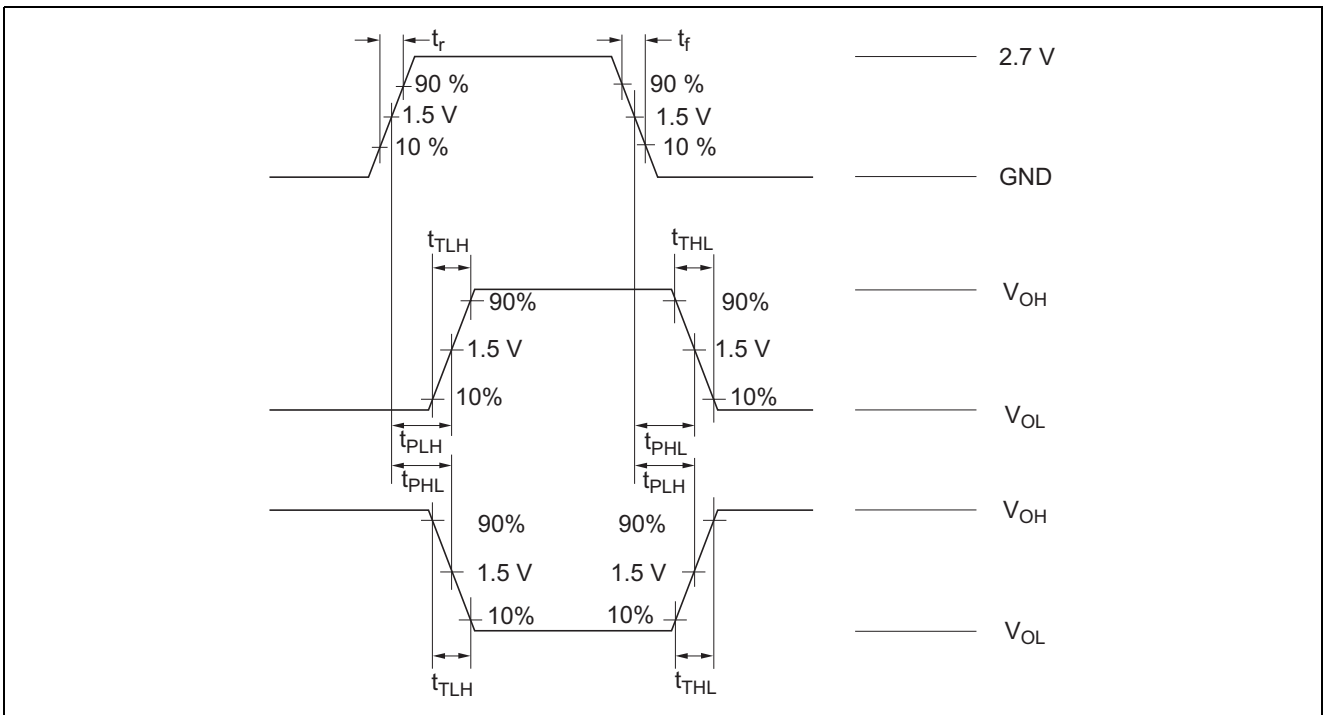 tr
tf
2.7 V
90 %
90 %
1.5 V
1.5 V
10 %
10 %
GND
tTLH
tTHL
90%
90%
VOH
1.5 V
1.5 V
10%
10%
VOL
tPLH
tPHL
tPHL
tPLH
VOH
90%
90%
1.5 V
1.5 V
10%
10%
VOL
tTLH
tTHL